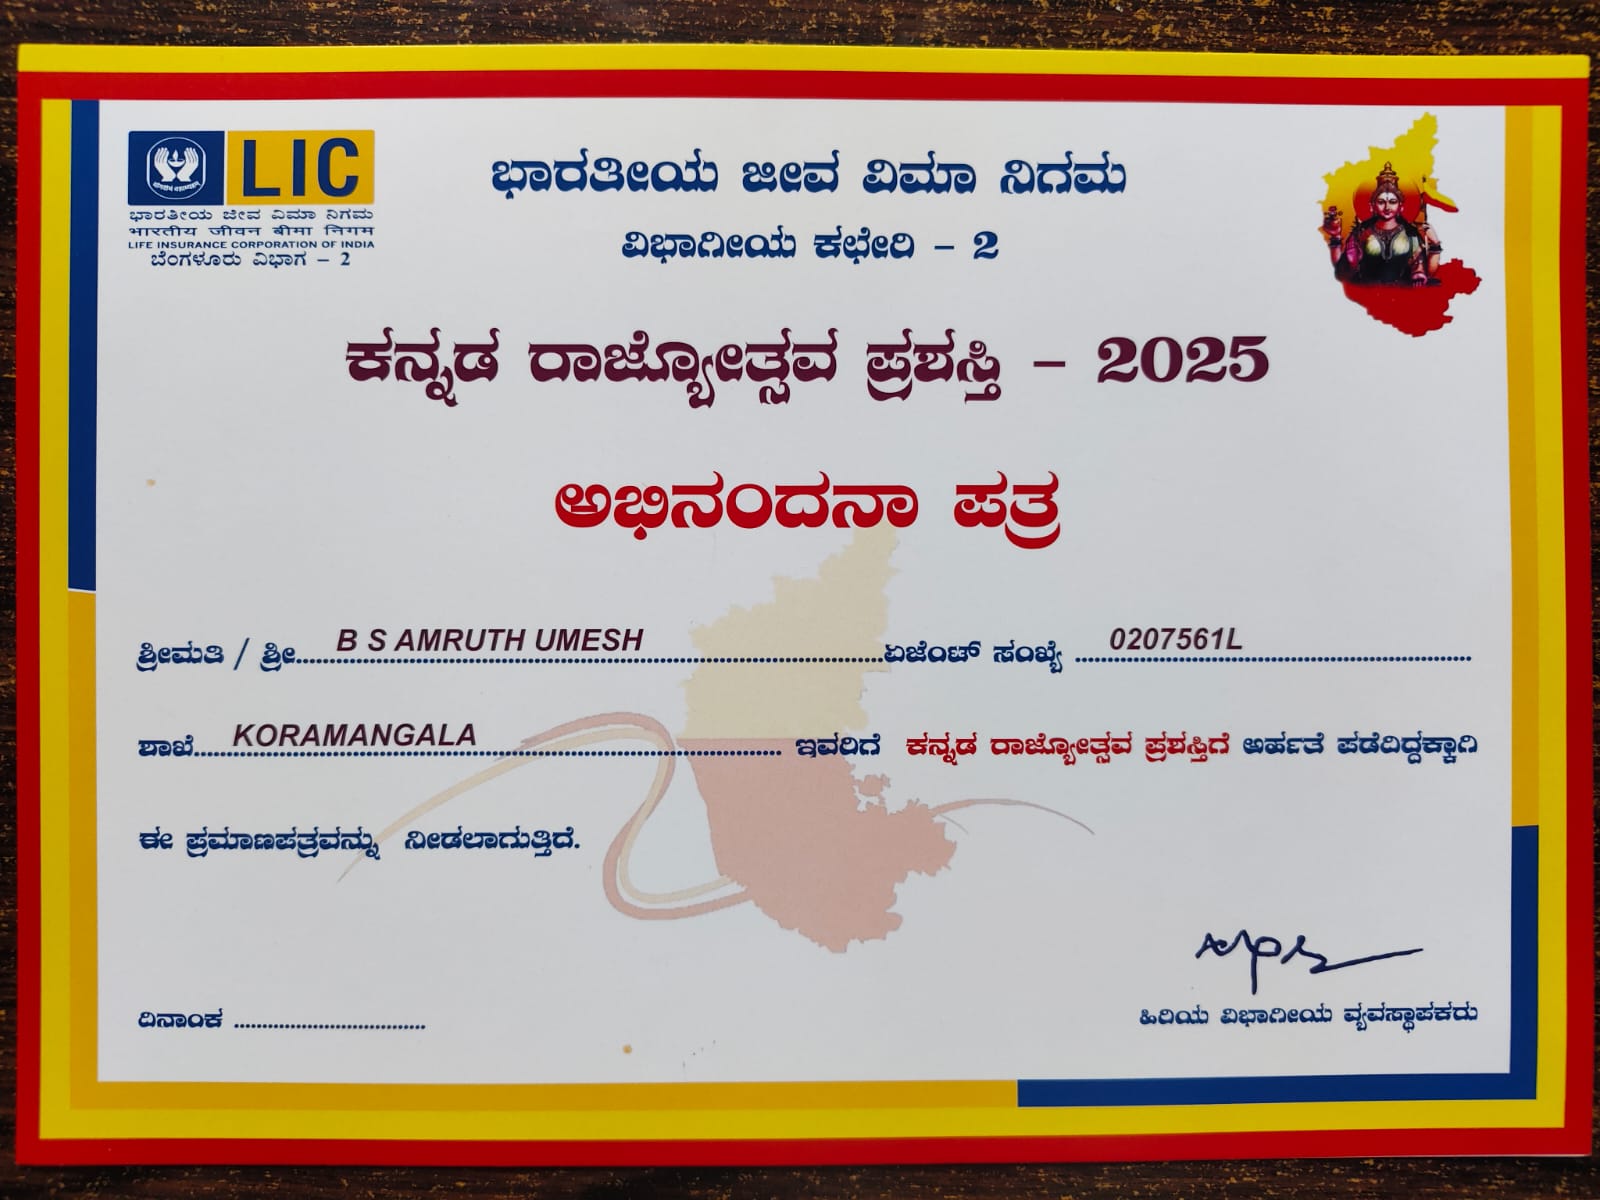 LIC
ಭಾರತೀಯ ಜೀವ ವಿಮಾ ನಿಗಮ
भारतीय जीवन बीमा निगम
LIFE INSURANCE CORPORATION OF INDIA
ಬೆಂಗಳೂರು ವಿಭಾಗ – 2
ಭಾರತೀಯ ಜೀವ ವಿಮಾ ನಿಗಮ
ವಿಭಾಗೀಯ ಕಛೇರಿ – 2
ಕನ್ನಡ ರಾಜ್ಯೋತ್ಸವ ಪ್ರಶಸ್ತಿ – 2025
ಅಭಿನಂದನಾ ಪತ್ರ
ಶ್ರೀಮತಿ / ಶ್ರೀ B S AMRUTH UMESH ಏಜೆಂಟ್ ಸಂಖ್ಯೆ 0207561L
ಶಾಖೆ KORAMANGALA ಇವರಿಗೆ ಕನ್ನಡ ರಾಜ್ಯೋತ್ಸವ ಪ್ರಶಸ್ತಿಗೆ ಅರ್ಹತೆ ಪಡೆದಿದ್ದಕ್ಕಾಗಿ
ಈ ಪ್ರಮಾಣಪತ್ರವನ್ನು ನೀಡಲಾಗುತ್ತಿದೆ.
ದಿನಾಂಕ
ಹಿರಿಯ ವಿಭಾಗೀಯ ವ್ಯವಸ್ಥಾಪಕರು